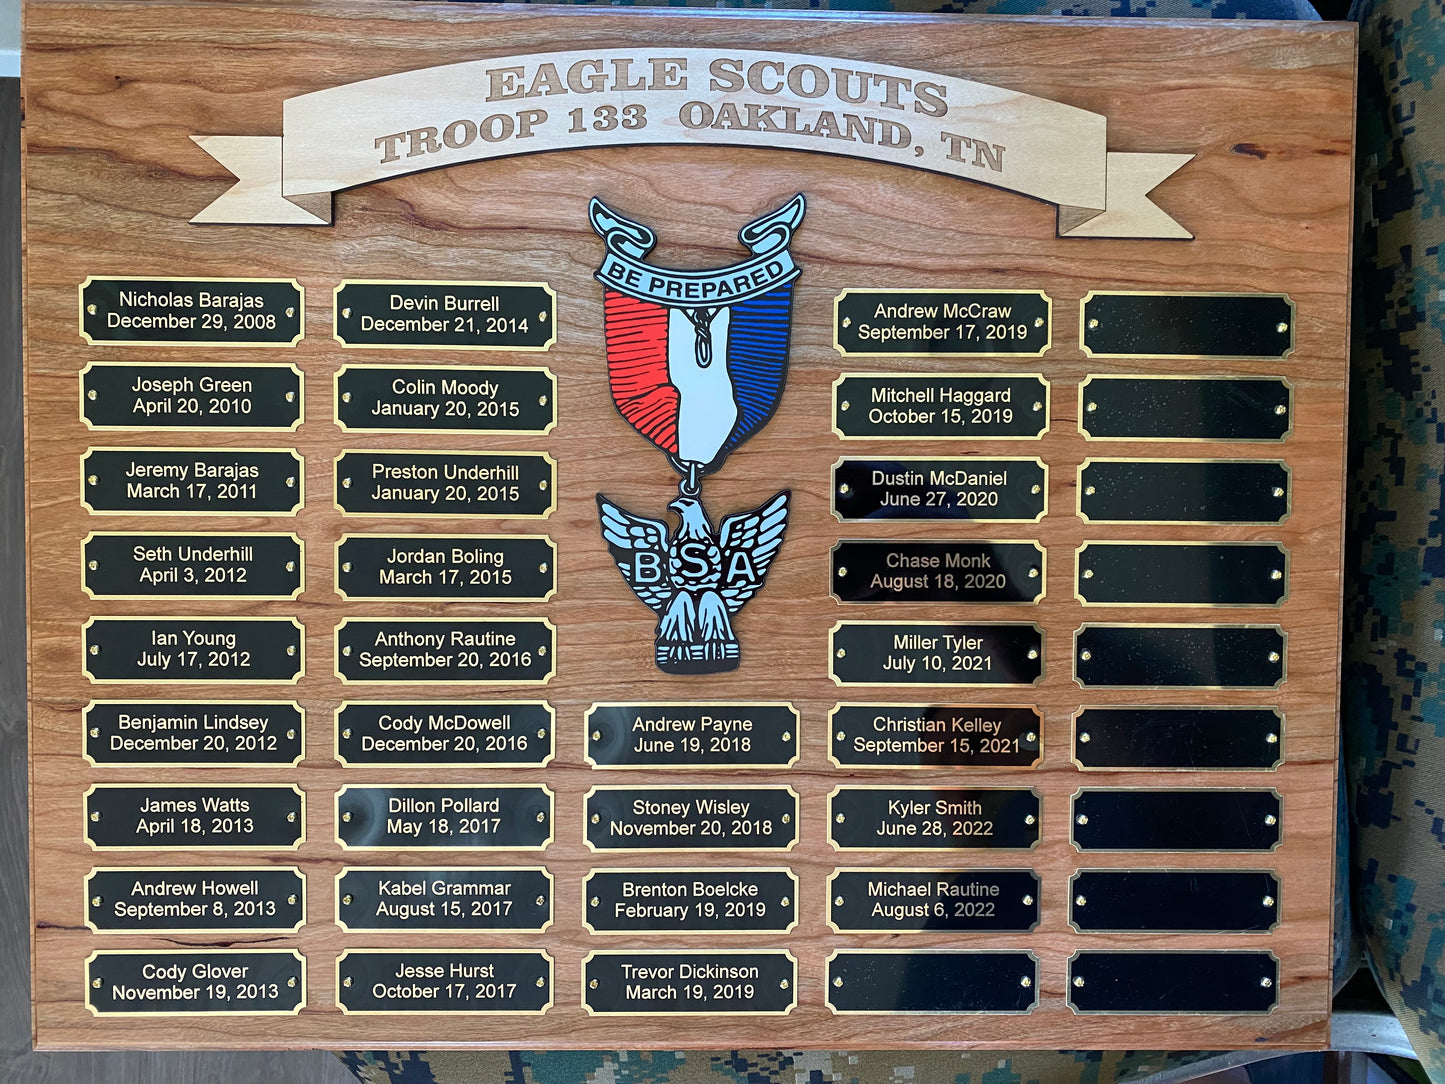 EAGLE SCOUTS
TROOP 133 OAKLAND, TN
BE PREPARED
BSA
Nicholas Barajas
December 29, 2008
Joseph Green
April 20, 2010
Jeremy Barajas
March 17, 2011
Seth Underhill
April 3, 2012
Ian Young
July 17, 2012
Benjamin Lindsey
December 20, 2012
James Watts
April 18, 2013
Andrew Howell
September 8, 2013
Cody Glover
November 19, 2013
Devin Burrell
December 21, 2014
Colin Moody
January 20, 2015
Preston Underhill
January 20, 2015
Jordan Boling
March 17, 2015
Anthony Rautine
September 20, 2016
Cody McDowell
December 20, 2016
Dillon Pollard
May 18, 2017
Kabel Grammar
August 15, 2017
Jesse Hurst
October 17, 2017
Andrew Payne
June 19, 2018
Stoney Wisley
November 20, 2018
Brenton Boelcke
February 19, 2019
Trevor Dickinson
March 19, 2019
Andrew McCraw
September 17, 2019
Mitchell Haggard
October 15, 2019
Dustin McDaniel
June 27, 2020
Chase Monk
August 18, 2020
Miller Tyler
July 10, 2021
Christian Kelley
September 15, 2021
Kyler Smith
June 28, 2022
Michael Rautine
August 6, 2022